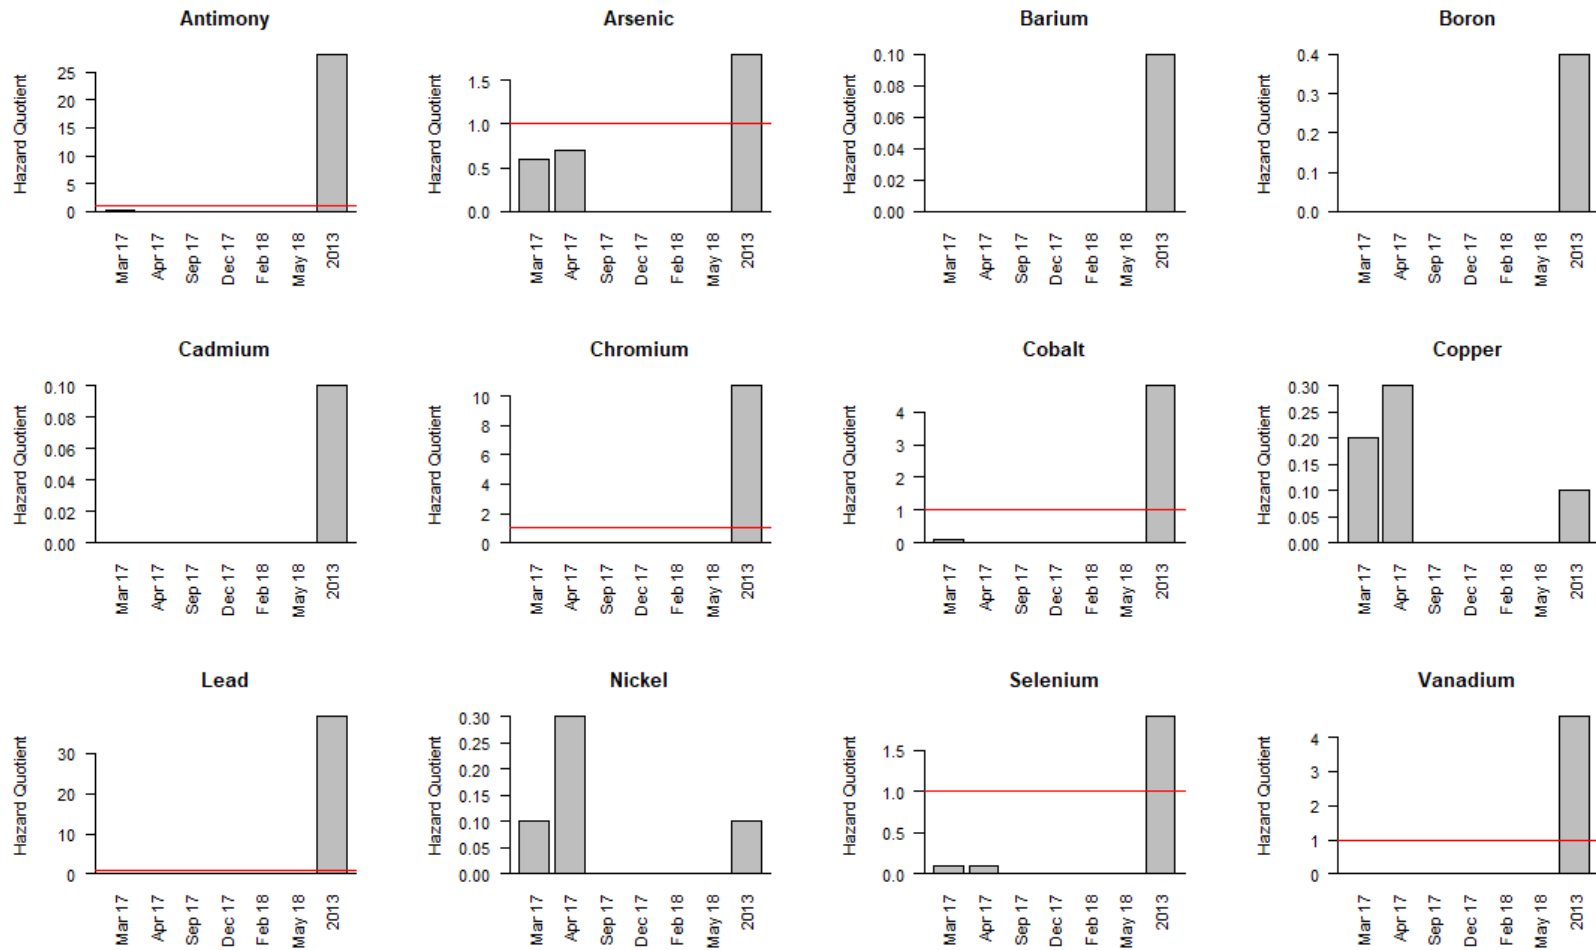 Antimony
Hazard Quotient
25
20
15
10
5
0
Mar 17
Apr 17
Sep 17
Dec 17
Feb 18
May 18
2013
Arsenic
Hazard Quotient
1.5
1.0
0.5
0.0
Mar 17
Apr 17
Sep 17
Dec 17
Feb 18
May 18
2013
Barium
Hazard Quotient
0.10
0.08
0.06
0.04
0.02
0.00
Mar 17
Apr 17
Sep 17
Dec 17
Feb 18
May 18
2013
Boron
Hazard Quotient
0.4
0.3
0.2
0.1
0.0
Mar 17
Apr 17
Sep 17
Dec 17
Feb 18
May 18
2013
Cadmium
Hazard Quotient
0.10
0.08
0.06
0.04
0.02
0.00
Mar 17
Apr 17
Sep 17
Dec 17
Feb 18
May 18
2013
Chromium
Hazard Quotient
10
8
6
4
2
0
Mar 17
Apr 17
Sep 17
Dec 17
Feb 18
May 18
2013
Cobalt
Hazard Quotient
4
3
2
1
0
Mar 17
Apr 17
Sep 17
Dec 17
Feb 18
May 18
2013
Copper
Hazard Quotient
0.30
0.25
0.20
0.15
0.10
0.05
0.00
Mar 17
Apr 17
Sep 17
Dec 17
Feb 18
May 18
2013
Lead
Hazard Quotient
30
20
10
0
Mar 17
Apr 17
Sep 17
Dec 17
Feb 18
May 18
2013
Nickel
Hazard Quotient
0.30
0.25
0.20
0.15
0.10
0.05
0.00
Mar 17
Apr 17
Sep 17
Dec 17
Feb 18
May 18
2013
Selenium
Hazard Quotient
1.5
1.0
0.5
0.0
Mar 17
Apr 17
Sep 17
Dec 17
Feb 18
May 18
2013
Vanadium
Hazard Quotient
4
3
2
1
0
Mar 17
Apr 17
Sep 17
Dec 17
Feb 18
May 18
2013